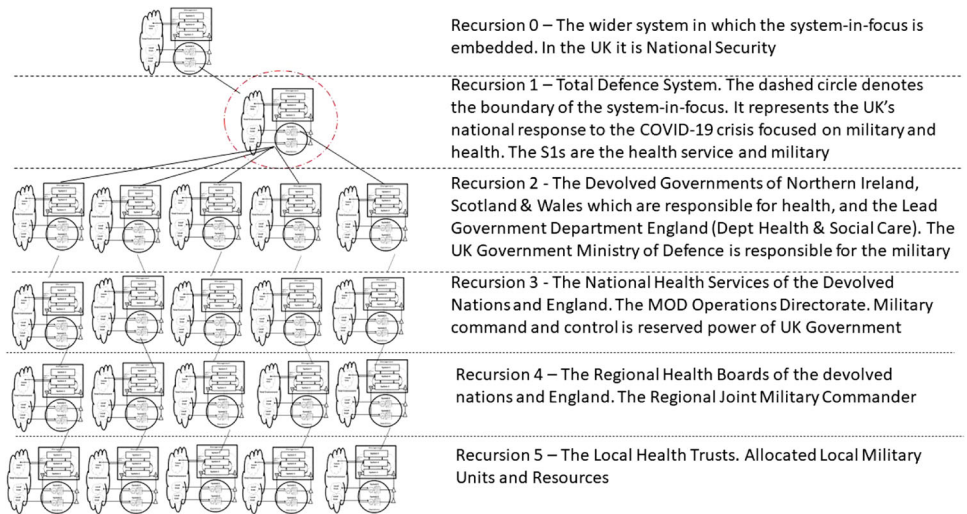 Recursion 0 – The wider system in which the system-in-focus is
embedded. In the UK it is National Security
Recursion 1 – Total Defence System. The dashed circle denotes
the boundary of the system-in-focus. It represents the UK's
national response to the COVID-19 crisis focused on military and
health. The S1s are the health service and military
Recursion 2 - The Devolved Governments of Northern Ireland,
Scotland & Wales which are responsible for health, and the Lead
Government Department England (Dept Health & Social Care). The
UK Government Ministry of Defence is responsible for the military
Recursion 3 - The National Health Services of the Devolved
Nations and England. The MOD Operations Directorate. Military
command and control is reserved power of UK Government
Recursion 4 – The Regional Health Boards of the devolved
nations and England. The Regional Joint Military Commander
Recursion 5 – The Local Health Trusts. Allocated Local Military
Units and Resources